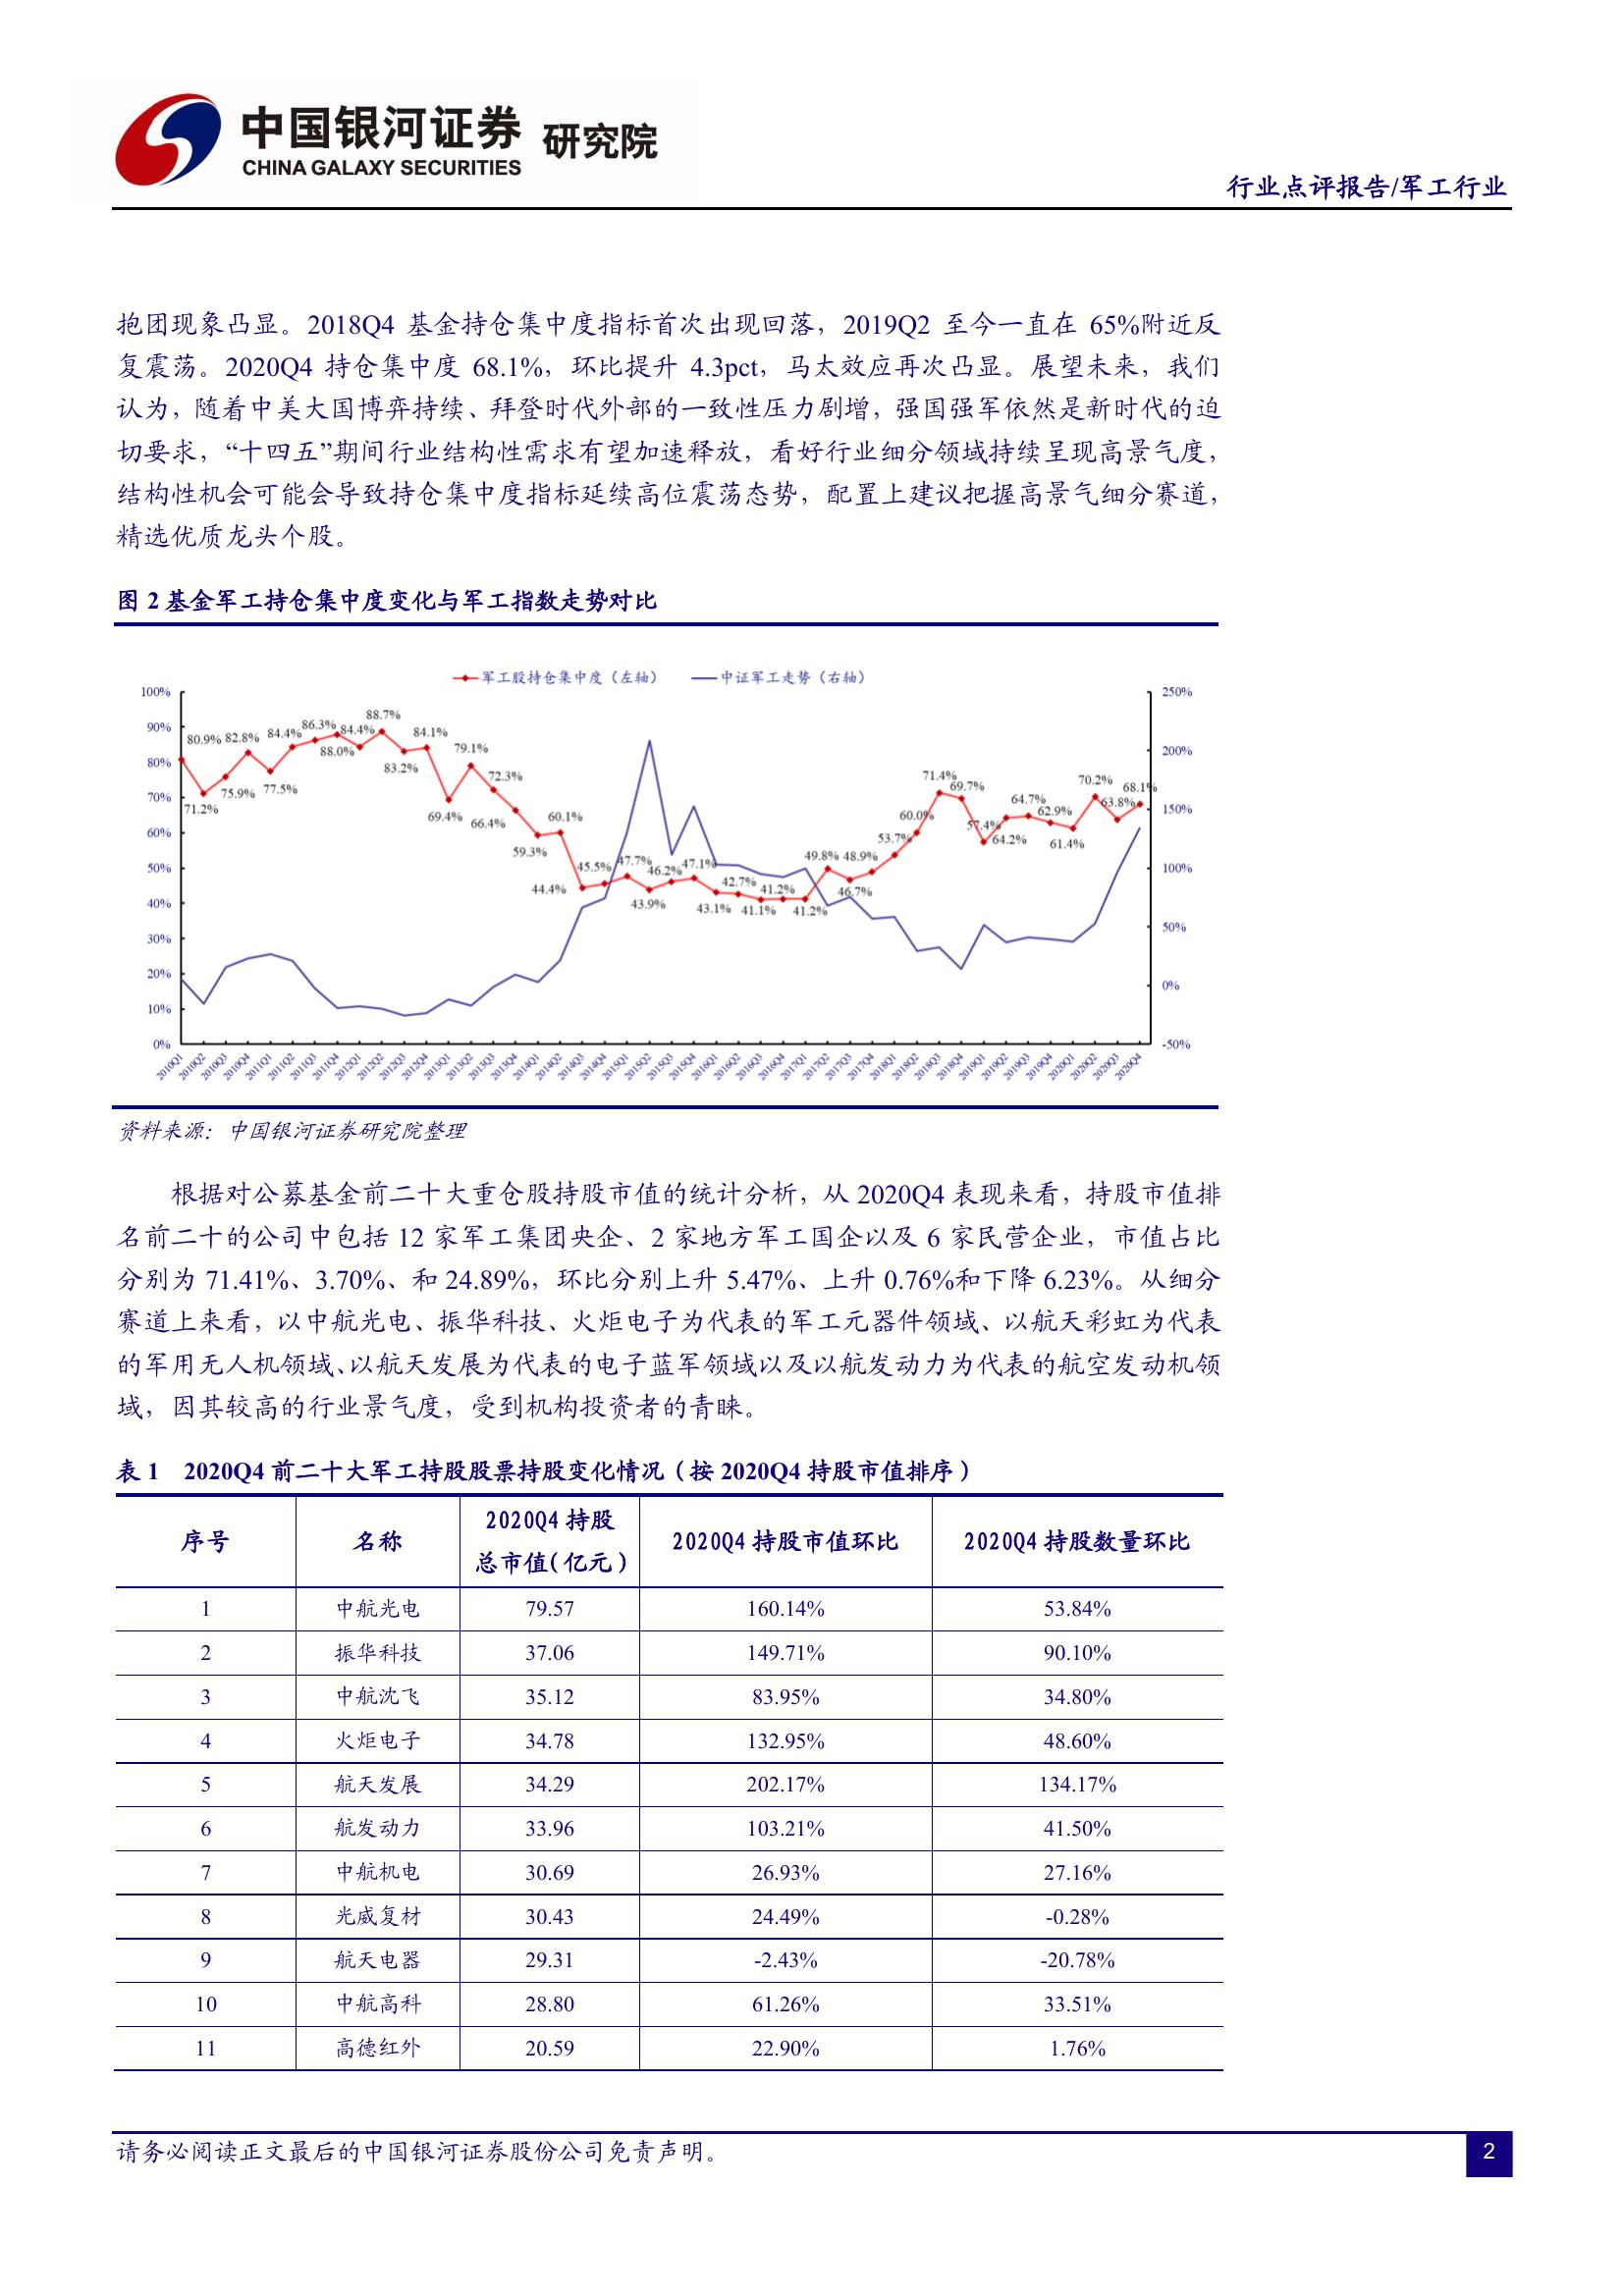 中国银河证券 研究院
CHINA GALAXY SECURITIES
行业点评报告/军工行业
抱团现象凸显。2018Q4 基金持仓集中度指标首次出现回落，2019Q2 至今一直在 65%附近反
复震荡。2020Q4 持仓集中度 68.1%，环比提升 4.3pct，马太效应再次凸显。展望未来，我们
认为，随着中美大国博弈持续、拜登时代外部的一致性压力剧增，强国强军依然是新时代的迫
切要求，“十四五”期间行业结构性需求有望加速释放，看好行业细分领域持续呈现高景气度，
结构性机会可能会导致持仓集中度指标延续高位震荡态势，配置上建议把握高景气细分赛道，
精选优质龙头个股。
图 2 基金军工持仓集中度变化与军工指数走势对比
军工股持仓集中度（左轴） 中证军工走势（右轴）
100% 90% 80% 70% 60% 50% 40% 30% 20% 10% 0%
80.9% 71.2% 75.9% 82.8% 77.5% 84.4% 86.3% 88.0% 84.4% 88.7% 83.2% 84.1% 69.4% 79.1% 72.3% 66.4% 59.3% 60.1% 44.4% 45.5% 47.7% 43.9% 46.2% 47.1% 43.1% 42.7% 41.1% 41.2% 41.2% 49.8% 46.7% 48.9% 53.7% 60.0% 71.4% 69.7% 57.4% 64.2% 64.7% 62.9% 61.4% 70.2% 63.8% 68.1%
250% 200% 150% 100% 50% 0% -50%
2010Q1 2010Q2 2010Q3 2010Q4 2011Q1 2011Q2 2011Q3 2011Q4 2012Q1 2012Q2 2012Q3 2012Q4 2013Q1 2013Q2 2013Q3 2013Q4 2014Q1 2014Q2 2014Q3 2014Q4 2015Q1 2015Q2 2015Q3 2015Q4 2016Q1 2016Q2 2016Q3 2016Q4 2017Q1 2017Q2 2017Q3 2017Q4 2018Q1 2018Q2 2018Q3 2018Q4 2019Q1 2019Q2 2019Q3 2019Q4 2020Q1 2020Q2 2020Q3 2020Q4
资料来源：中国银河证券研究院整理
根据对公募基金前二十大重仓股持股市值的统计分析，从 2020Q4 表现来看，持股市值排
名前二十的公司中包括 12 家军工集团央企、2 家地方军工国企以及 6 家民营企业，市值占比
分别为 71.41%、3.70%、和 24.89%，环比分别上升 5.47%、上升 0.76%和下降 6.23%。从细分
赛道上来看，以中航光电、振华科技、火炬电子为代表的军工元器件领域、以航天彩虹为代表
的军用无人机领域、以航天发展为代表的电子蓝军领域以及以航发动力为代表的航空发动机领
域，因其较高的行业景气度，受到机构投资者的青睐。
表 1 2020Q4 前二十大军工持股股票持股变化情况（按 2020Q4 持股市值排序）
序号 名称 2020Q4 持股总市值(亿元) 2020Q4 持股市值环比 2020Q4 持股数量环比
1 中航光电 79.57 160.14% 53.84%
2 振华科技 37.06 149.71% 90.10%
3 中航沈飞 35.12 83.95% 34.80%
4 火炬电子 34.78 132.95% 48.60%
5 航天发展 34.29 202.17% 134.17%
6 航发动力 33.96 103.21% 41.50%
7 中航机电 30.69 26.93% 27.16%
8 光威复材 30.43 24.49% -0.28%
9 航天电器 29.31 -2.43% -20.78%
10 中航高科 28.80 61.26% 33.51%
11 高德红外 20.59 22.90% 1.76%
请务必阅读正文最后的中国银河证券股份公司免责声明。
2